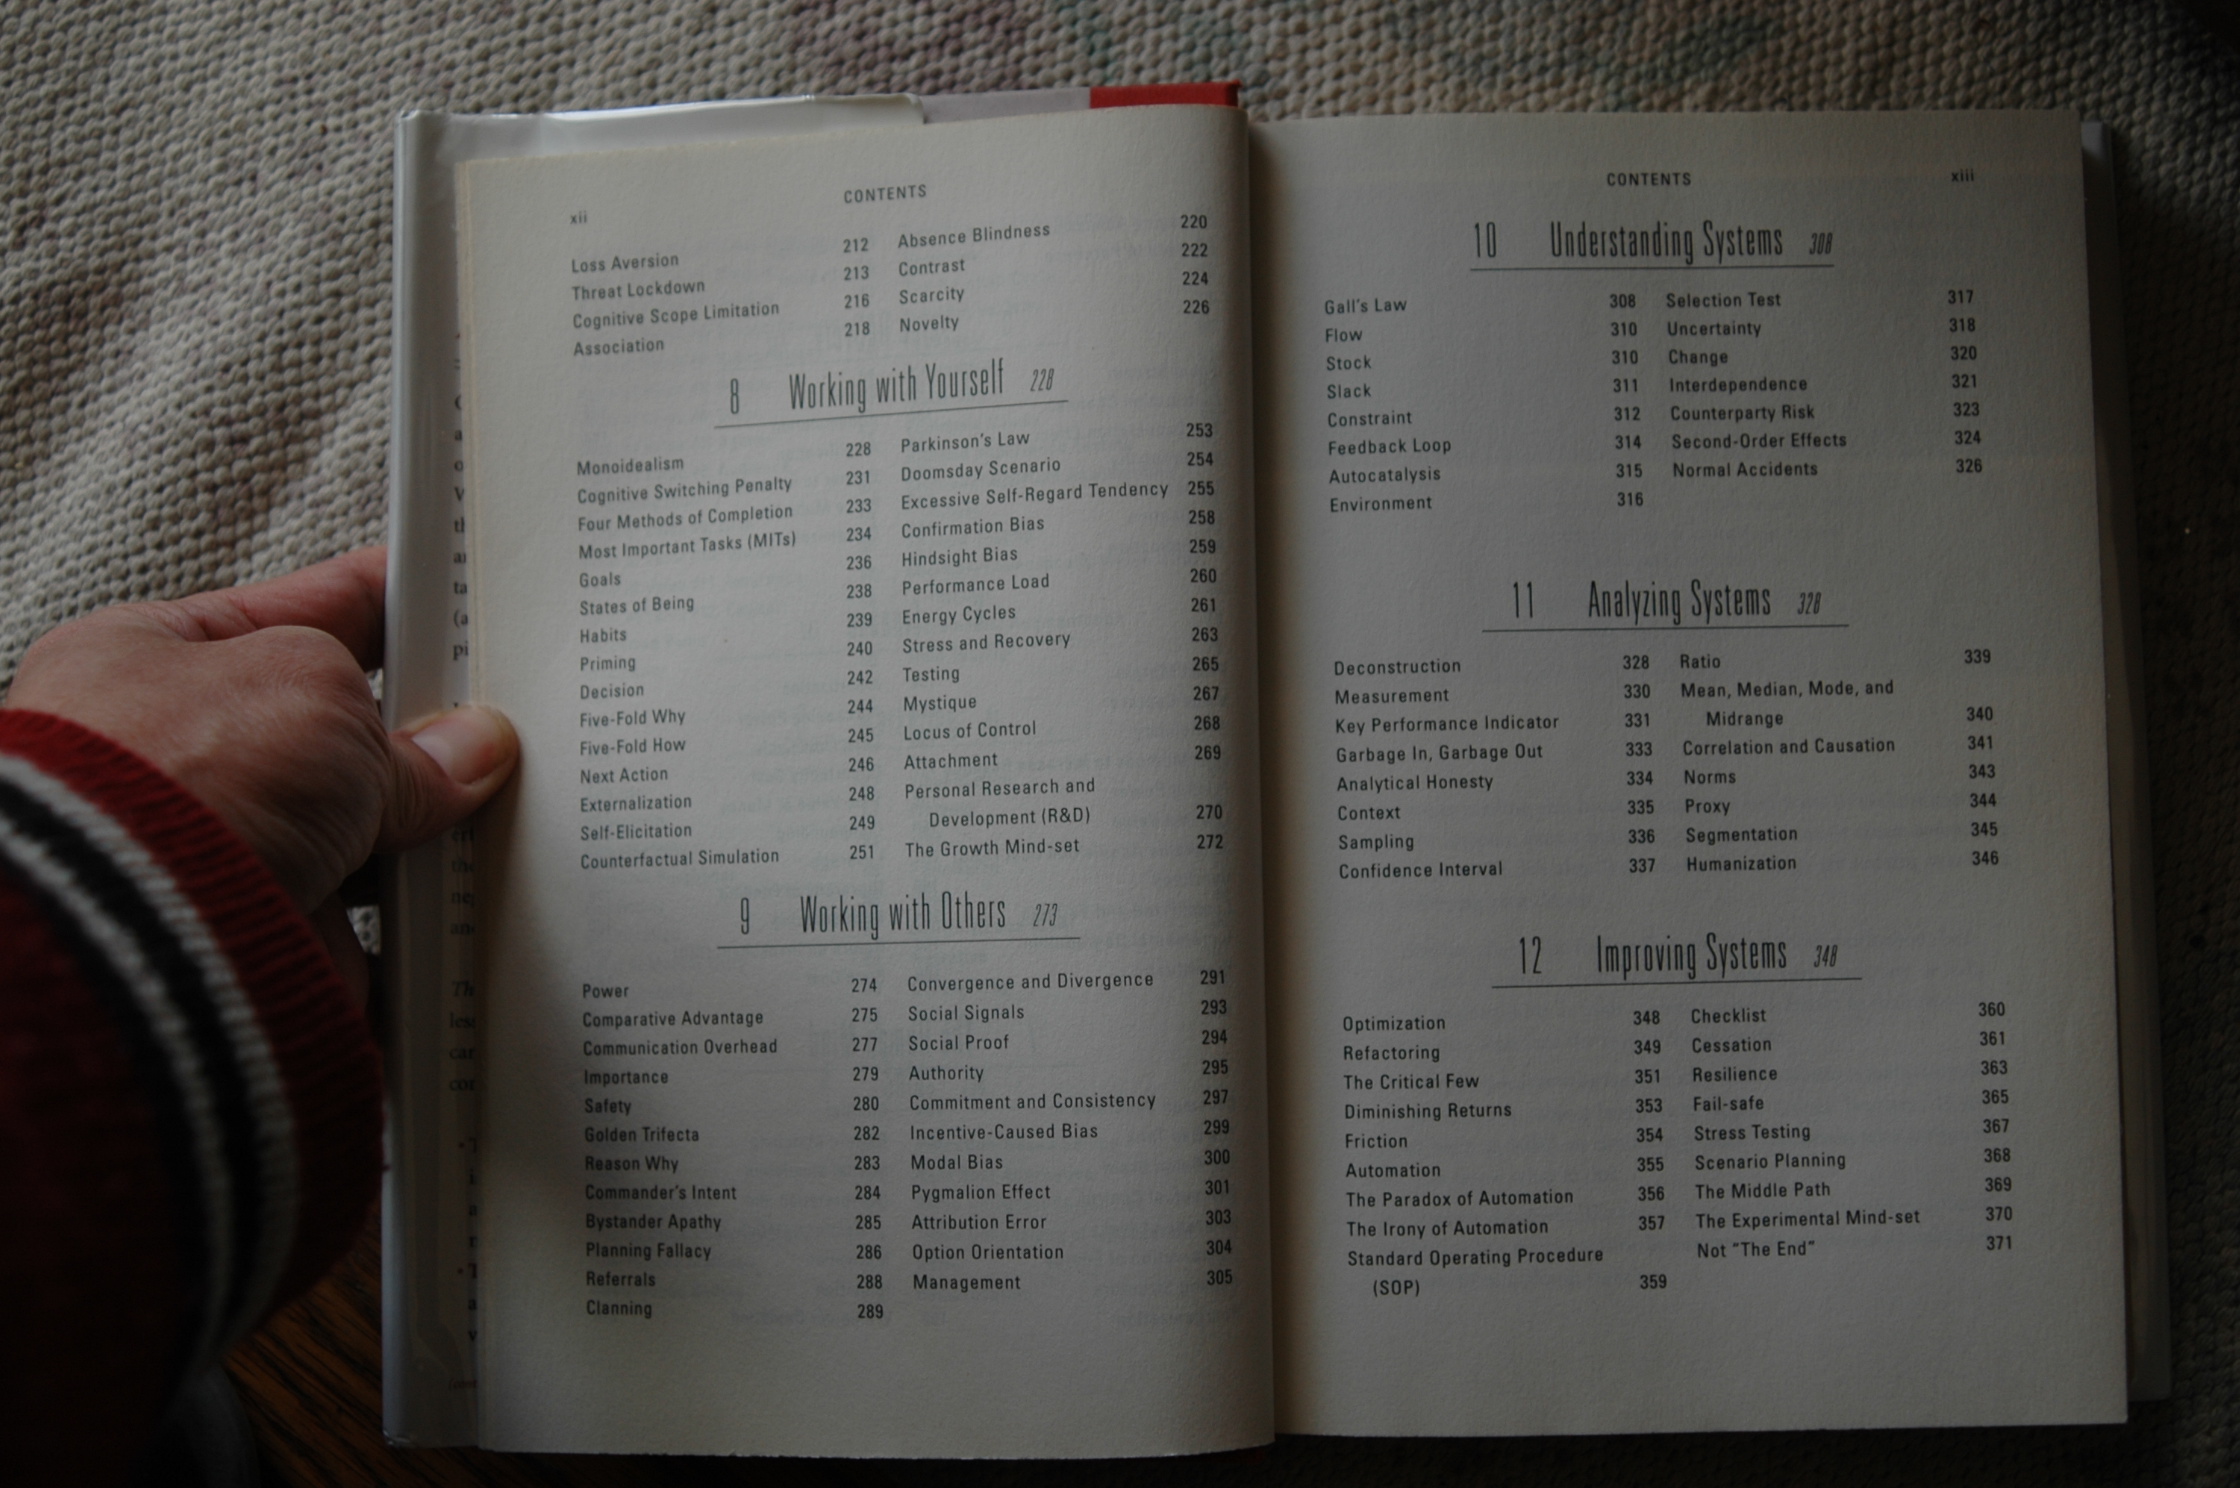 xii
CONTENTS
Loss Aversion 212
Threat Lockdown 213
Cognitive Scope Limitation 216
Association 218
Absence Blindness 220
Contrast 222
Scarcity 224
Novelty 226
8 Working with Yourself 228
Monoidealism 228
Cognitive Switching Penalty 231
Four Methods of Completion 233
Most Important Tasks (MITs) 234
Goals 236
States of Being 238
Habits 239
Priming 240
Decision 242
Five-Fold Why 244
Five-Fold How 245
Next Action 246
Externalization 248
Self-Elicitation 249
Counterfactual Simulation 251
Parkinson's Law 253
Doomsday Scenario 254
Excessive Self-Regard Tendency 255
Confirmation Bias 258
Hindsight Bias 259
Performance Load 260
Energy Cycles 261
Stress and Recovery 263
Testing 265
Mystique 267
Locus of Control 268
Attachment 269
Personal Research and
Development (R&D) 270
The Growth Mind-set 272
9 Working with Others 273
Power 274
Comparative Advantage 275
Communication Overhead 277
Importance 279
Safety 280
Golden Trifecta 282
Reason Why 283
Commander's Intent 284
Bystander Apathy 285
Planning Fallacy 286
Referrals 288
Clanning 289
Convergence and Divergence 291
Social Signals 293
Social Proof 294
Authority 295
Commitment and Consistency 297
Incentive-Caused Bias 299
Modal Bias 300
Pygmalion Effect 301
Attribution Error 303
Option Orientation 304
Management 305
CONTENTS
xiii
10 Understanding Systems 308
Gall's Law 308
Flow 310
Stock 310
Slack 311
Constraint 312
Feedback Loop 314
Autocatalysis 315
Environment 316
Selection Test 317
Uncertainty 318
Change 320
Interdependence 321
Counterparty Risk 323
Second-Order Effects 324
Normal Accidents 326
11 Analyzing Systems 328
Deconstruction 328
Measurement 330
Key Performance Indicator 331
Garbage In, Garbage Out 333
Analytical Honesty 334
Context 335
Sampling 336
Confidence Interval 337
Ratio 339
Mean, Median, Mode, and
Midrange 340
Correlation and Causation 341
Norms 343
Proxy 344
Segmentation 345
Humanization 346
12 Improving Systems 348
Optimization 348
Refactoring 349
The Critical Few 351
Diminishing Returns 353
Friction 354
Automation 355
The Paradox of Automation 356
The Irony of Automation 357
Standard Operating Procedure
(SOP) 359
Checklist 360
Cessation 361
Resilience 363
Fail-safe 365
Stress Testing 367
Scenario Planning 368
The Middle Path 369
The Experimental Mind-set 370
Not "The End" 371